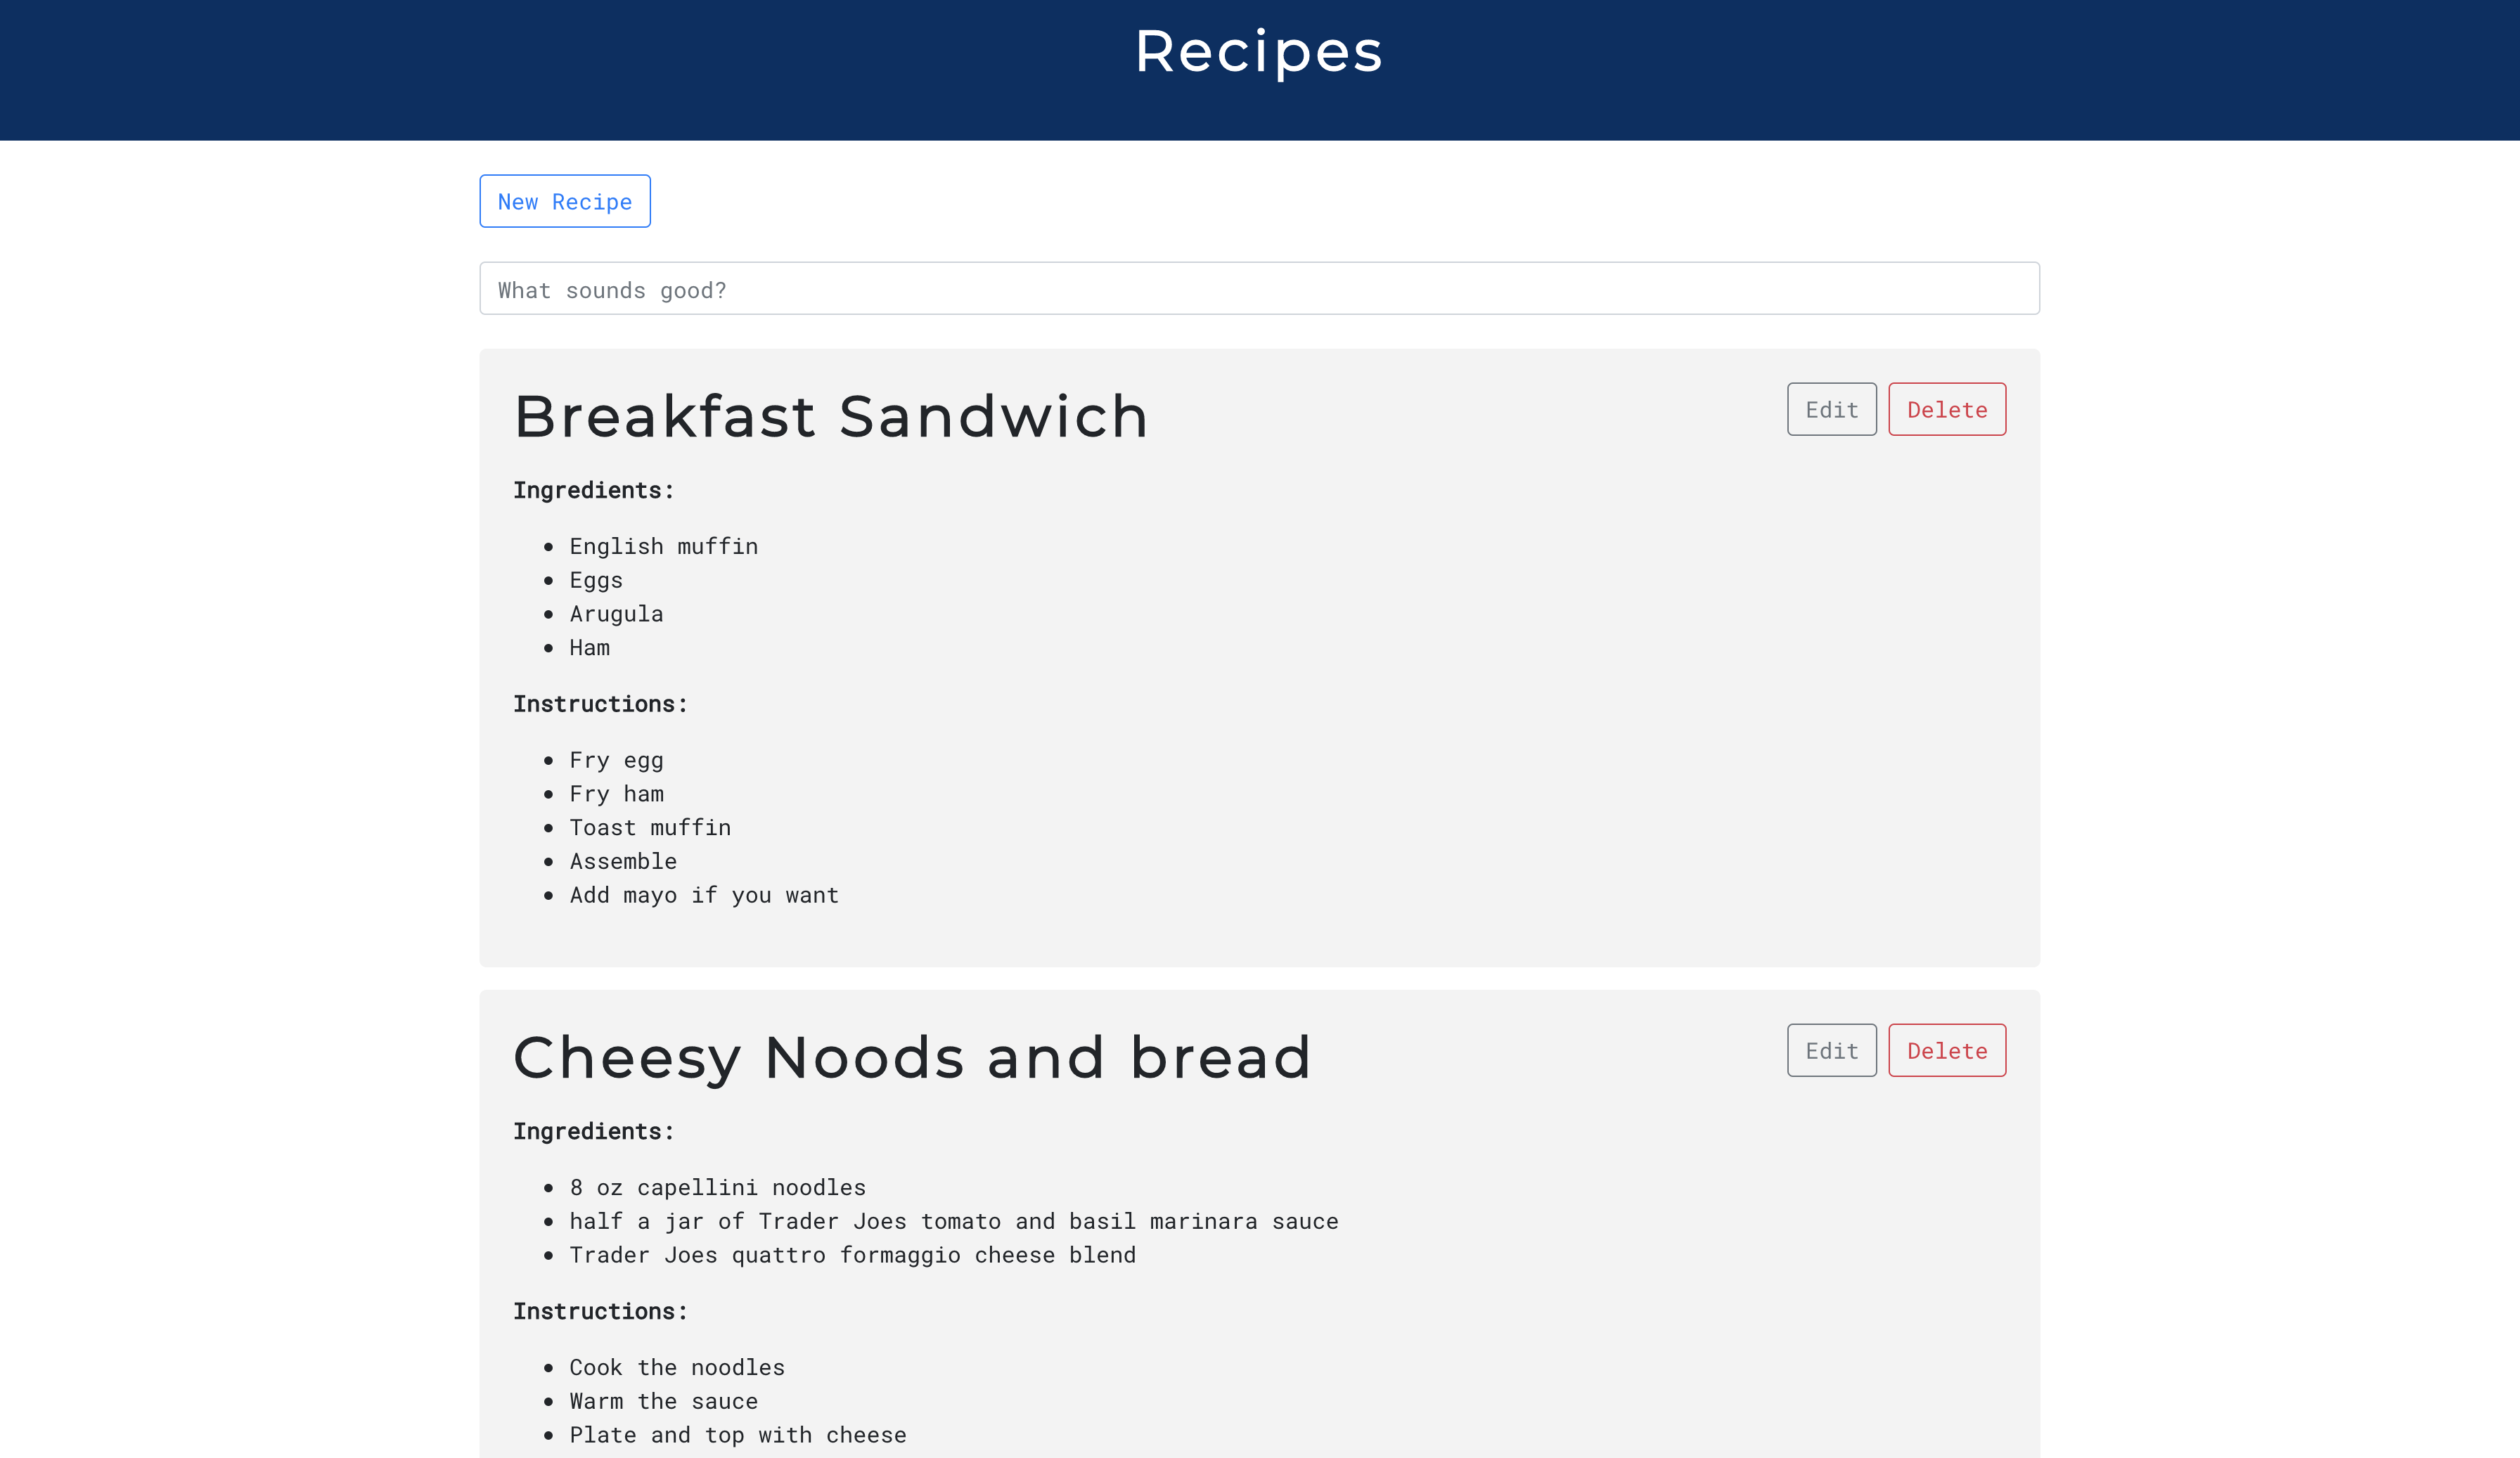 Recipes
New Recipe
What sounds good?
Breakfast Sandwich
Edit
Delete
Ingredients:
English muffin
Eggs
Arugula
Ham
Instructions:
Fry egg
Fry ham
Toast muffin
Assemble
Add mayo if you want
Cheesy Noods and bread
Edit
Delete
Ingredients:
8 oz capellini noodles
half a jar of Trader Joes tomato and basil marinara sauce
Trader Joes quattro formaggio cheese blend
Instructions:
Cook the noodles
Warm the sauce
Plate and top with cheese